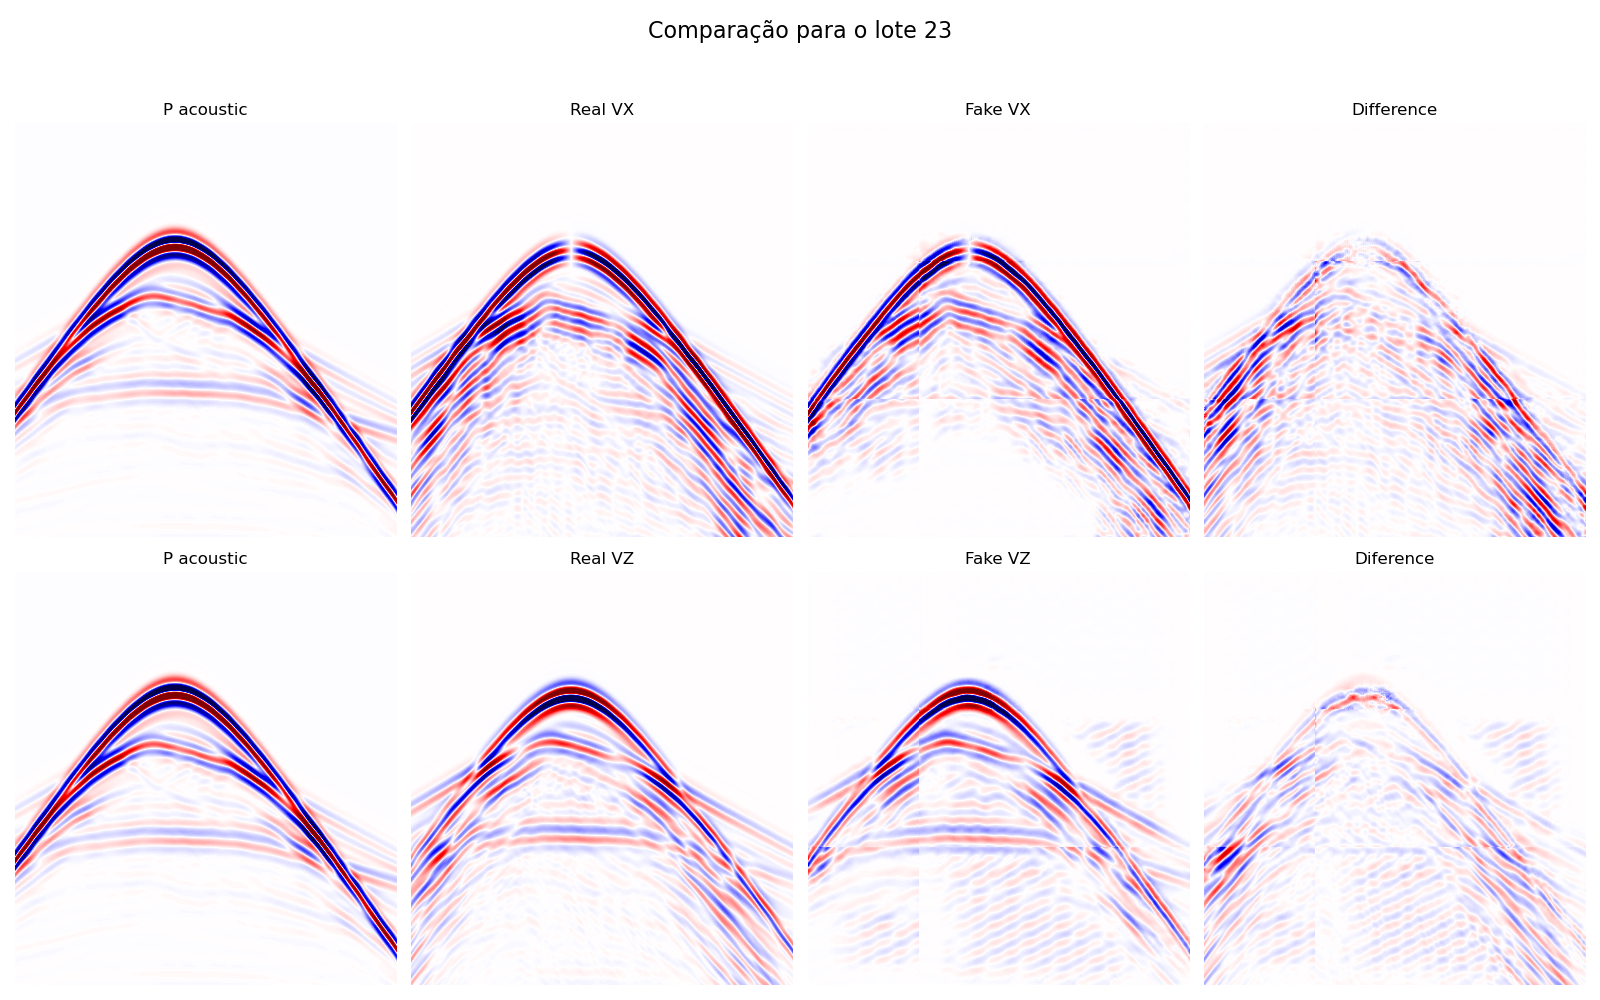 Comparação para o lote 23
P acoustic
Real VX
Fake VX
Difference
P acoustic
Real VZ
Fake VZ
Diference